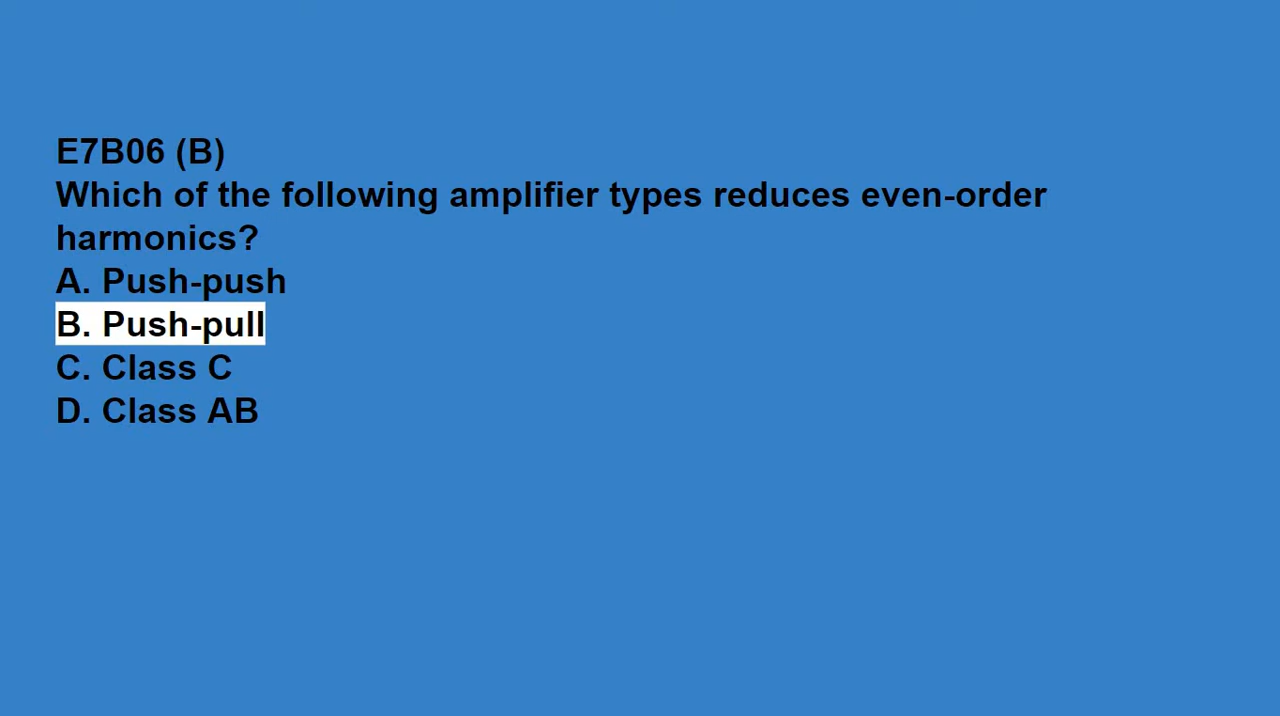 E7B06 (B)
Which of the following amplifier types reduces even-order
harmonics?
A. Push-push
B. Push-pull
C. Class C
D. Class AB